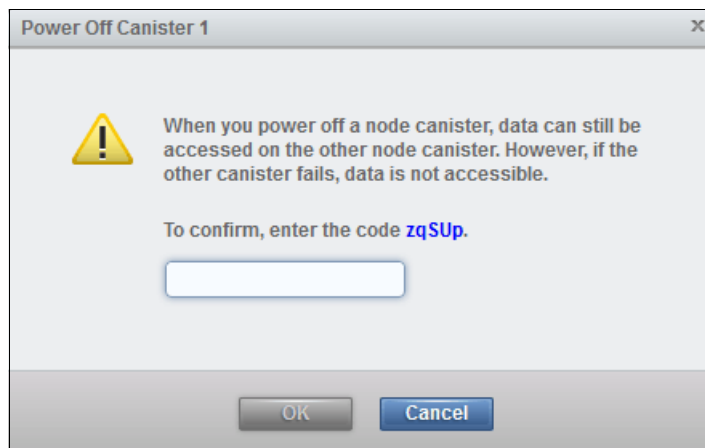 Power Off Canister 1
x
When you power off a node canister, data can still be
accessed on the other node canister. However, if the
other canister fails, data is not accessible.
To confirm, enter the code zqSUp.
OK
Cancel